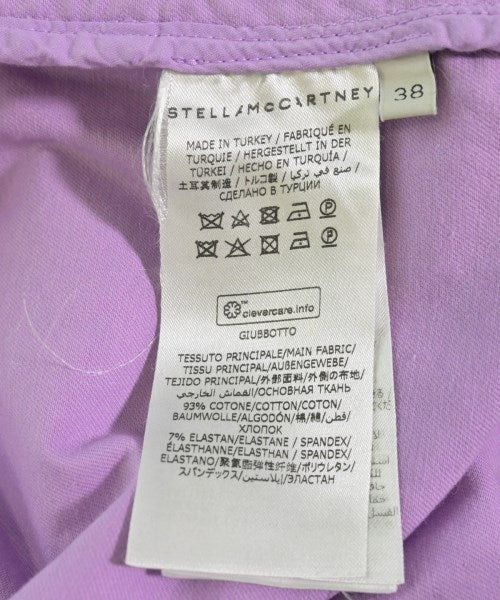 STELLA McCARTNEY
38
MADE IN TURKEY / FABRIQUÉ EN
TURQUIE / HERGESTELLT IN DER
TÜRKEI / HECHO EN TURQUÍA /
土耳其制造 / トルコ製 / صنع في تركيا /
СДЕЛАНО В ТУРЦИИ
™
clevercare.info
GIUBBOTTO
TESSUTO PRINCIPALE/MAIN FABRIC/
TISSU PRINCIPAL/AUßENGEWEBE/
TEJIDO PRINCIPAL/外部面料/外側の布地/
القماش الخارجي/ОСНОВНАЯ ТКАНЬ
93% COTONE/COTTON/COTON/
BAUMWOLLE/ALGODÓN/棉/綿/قطن/
ХЛОПОК
7% ELASTAN/ELASTANE / SPANDEX/
ÉLASTHANNE/ELASTHAN / SPANDEX/
ELASTANO/聚氨脂弹性纤维/ポリウレタン/
スパンデックス/إيلاستين/ЭЛАСТАН